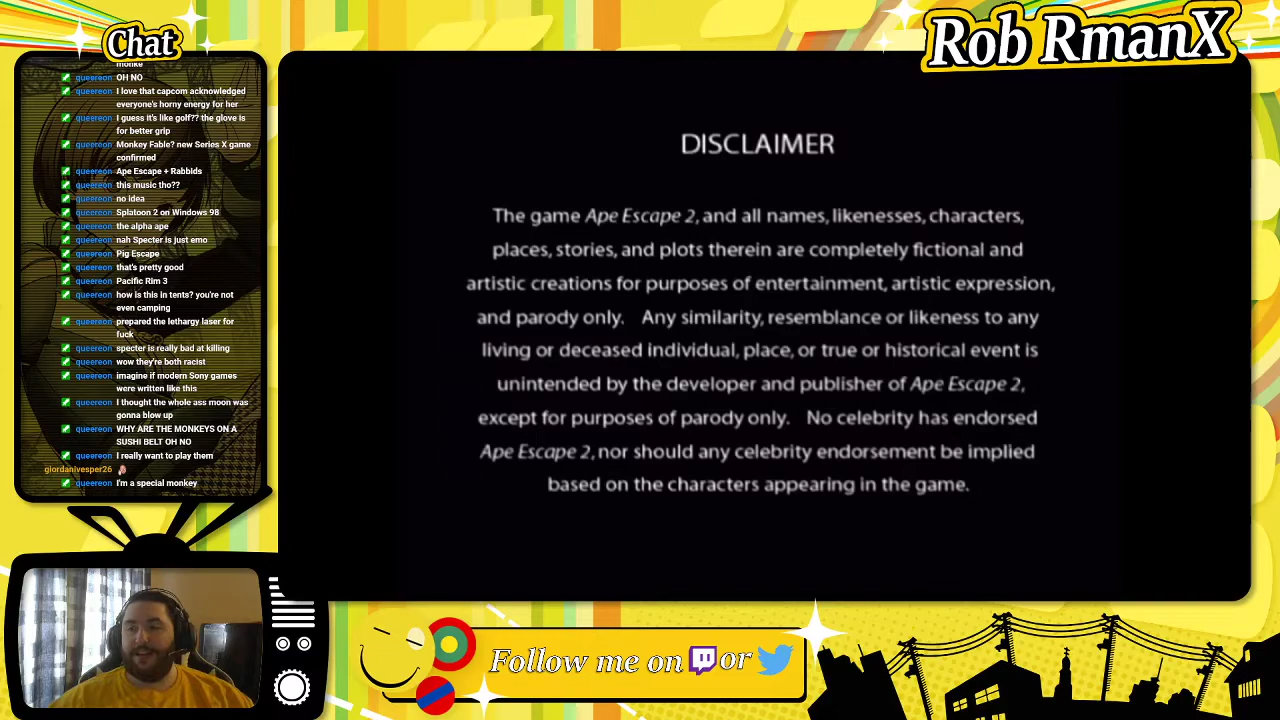 Chat
monke
queereon OH NO
queereon I love that capcom acknowledged
everyone's horny energy for her
queereon I guess it's like golf?? the glove is
for better grip
queereon Monkey Fable? new Series X game
confirmed
queereon Ape Escape + Rabbids
queereon this music tho??
queereon no idea
queereon Splatoon 2 on Windows 98
queereon the alpha ape
queereon nah Specter is just emo
queereon Pig Escape
queereon that's pretty good
queereon Pacific Rim 3
queereon how is this in tents? you're not
even camping
queereon prepared the lethargy laser for
fuck
queereon specter is really bad at killing
queereon wow they're both racist
queereon imagine if modern Sony games
were written like this
queereon I thought the whole ass moon was
gonna blow up
queereon WHY ARE THE MONKEYS ON A
SUSHI BELT OH NO
queereon I really want to play them
giordanivesper26
queereon I'm a special monkey
Rob RmanX
DISCLAIMER
The game Ape Escape 2, and all names, likenesses, characters,
places, stories, and plots therein are completely fictional and
artistic creations for purposes of entertainment, artistic expression,
and parody only. Any similarity, resemblance or likeness to any
living or deceased individual, place or true or historical event is
unintended by the developer and publisher of Ape Escape 2,
except for purposes of parody only. No celebrity has endorsed
Ape Escape 2, nor should any celebrity endorsement be implied
based on the characters appearing in the game.
Follow me on or